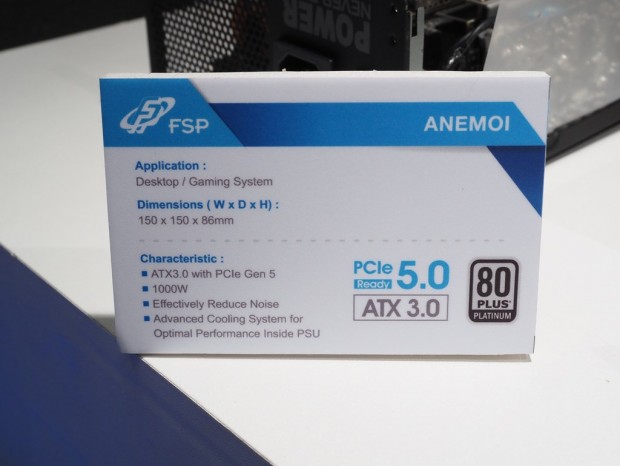 POWER
NEVER
FSP
ANEMOI
Application :
Desktop / Gaming System
Dimensions ( W x D x H) :
150 x 150 x 86mm
Characteristic :
■ ATX3.0 with PCIe Gen 5
■ 1000W
■ Effectively Reduce Noise
■ Advanced Cooling System for
Optimal Performance Inside PSU
PCIe
Ready
5.0
ATX 3.0
80
PLUS®
PLATINUM